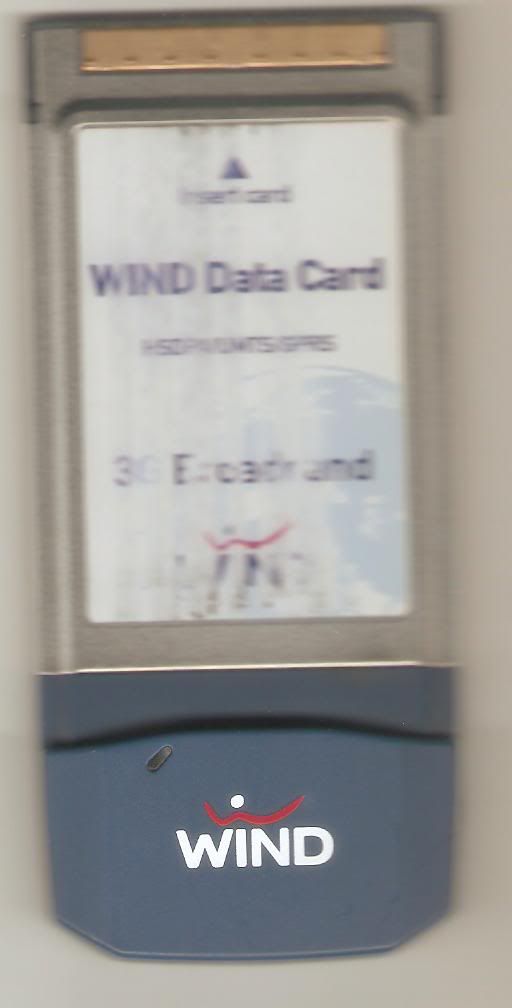 Insert card
WIND Data Card
HSDPA/UMTS/GPRS
3G Broadband
WIND
WIND